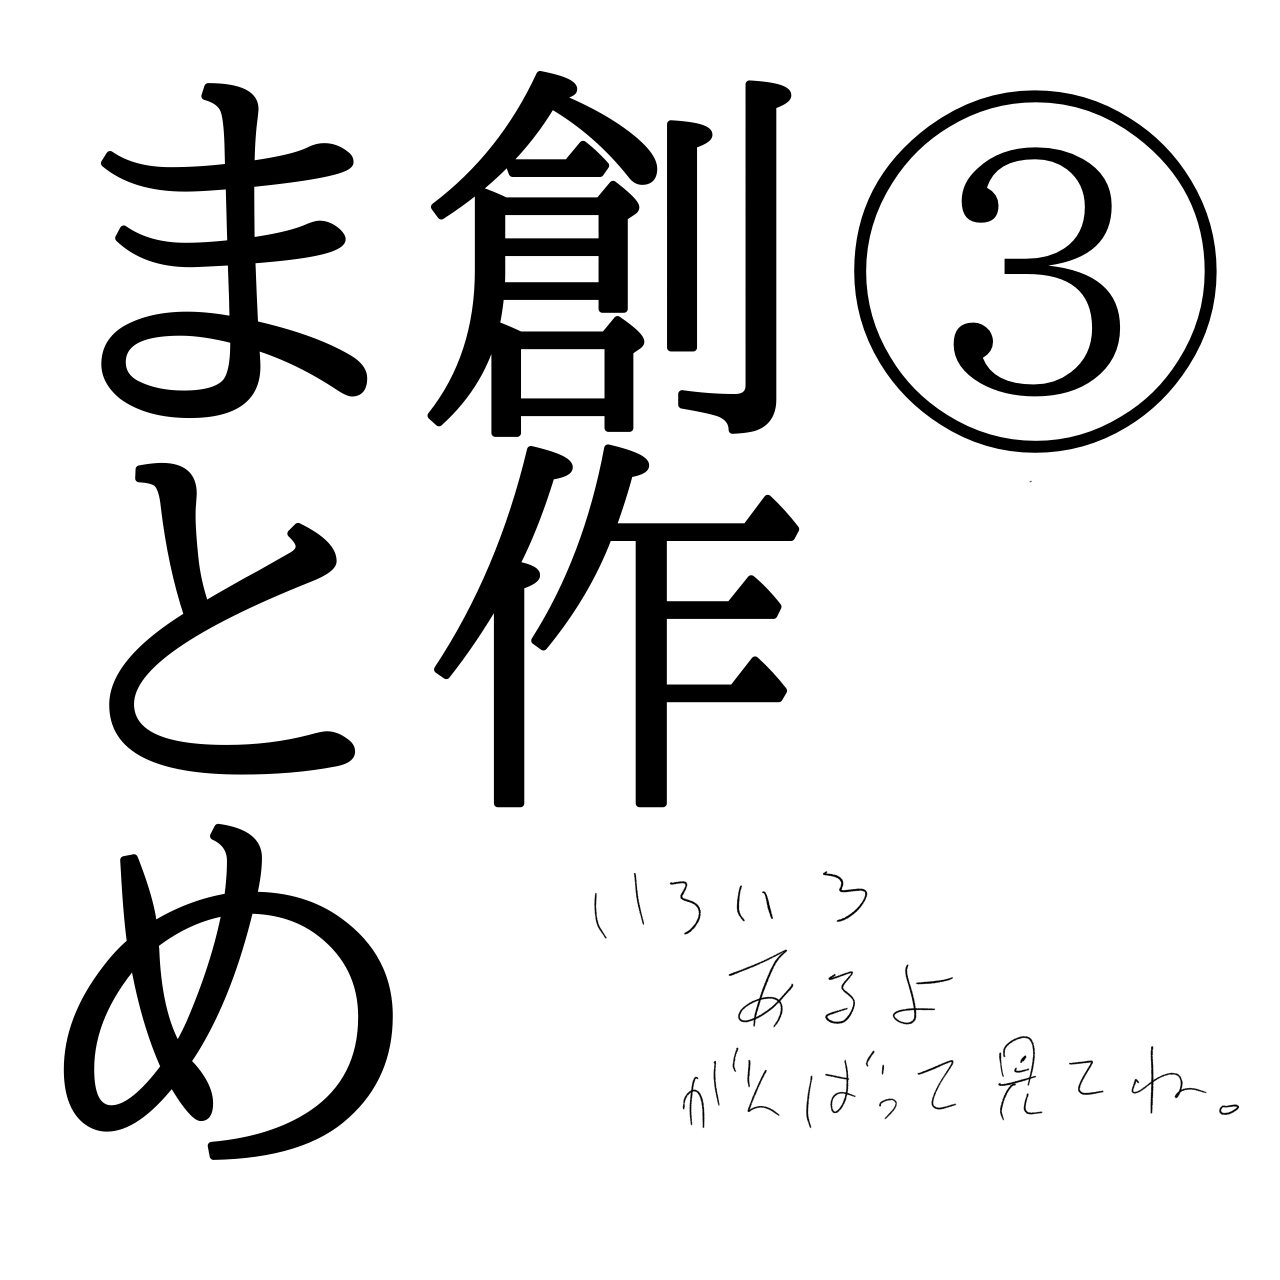 ③
創作
まとめ
いろいろ
あるよ
がんばって見てね。